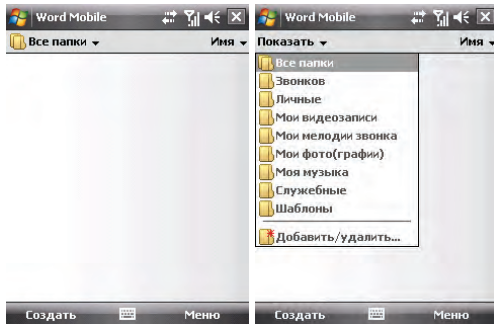 Word Mobile
Все папки Имя
Создать Меню
Word Mobile
Показать Имя
Все папки
Звонков
Личные
Мои видеозаписи
Мои мелодии звонка
Мои фото(графии)
Моя музыка
Служебные
Шаблоны
Добавить/удалить...
Создать Меню